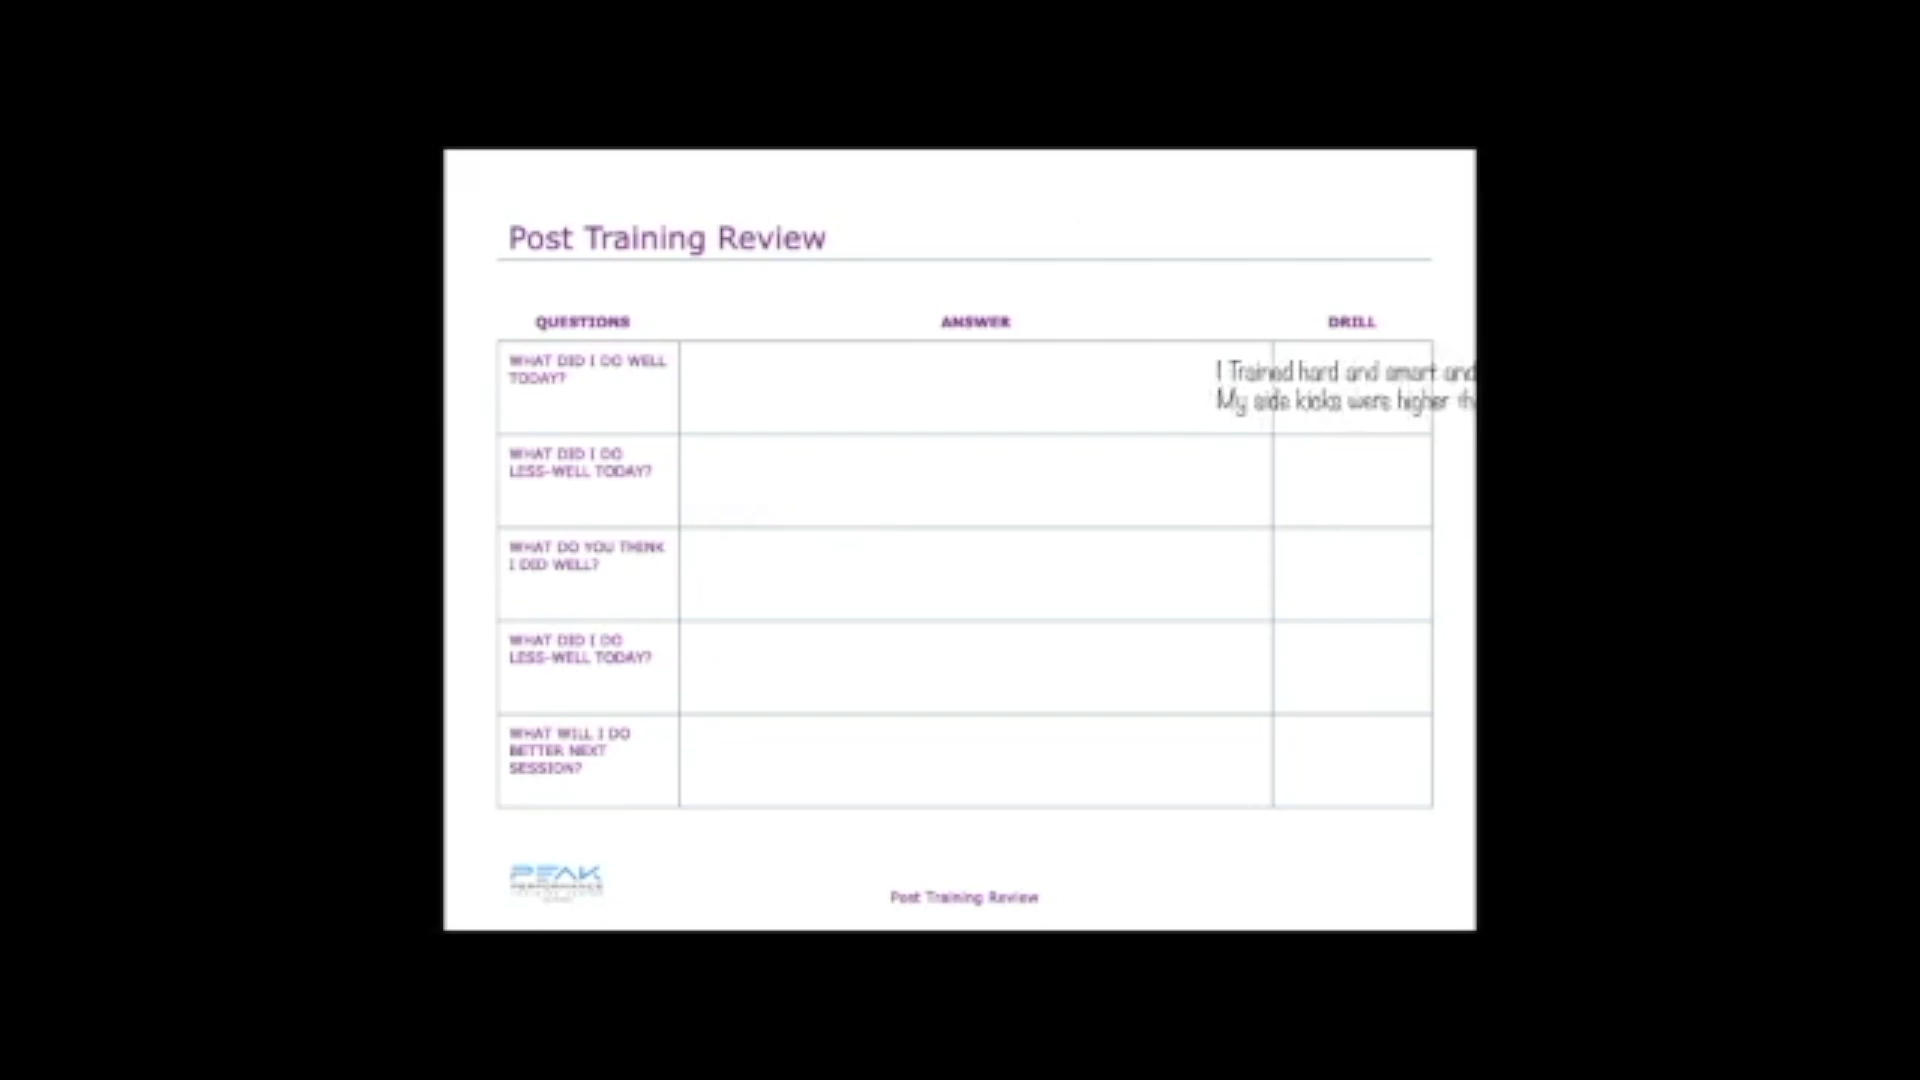 Post Training Review
QUESTIONS ANSWER DRILL
WHAT DID I DO WELL
TODAY?
I Trained hard and smart and
My side kicks were higher th
WHAT DID I DO
LESS-WELL TODAY?
WHAT DO YOU THINK
I DID WELL?
WHAT DID I DO
LESS-WELL TODAY?
WHAT WILL I DO
BETTER NEXT
SESSION?
PEAK
PERFORMANCE
Post Training Review